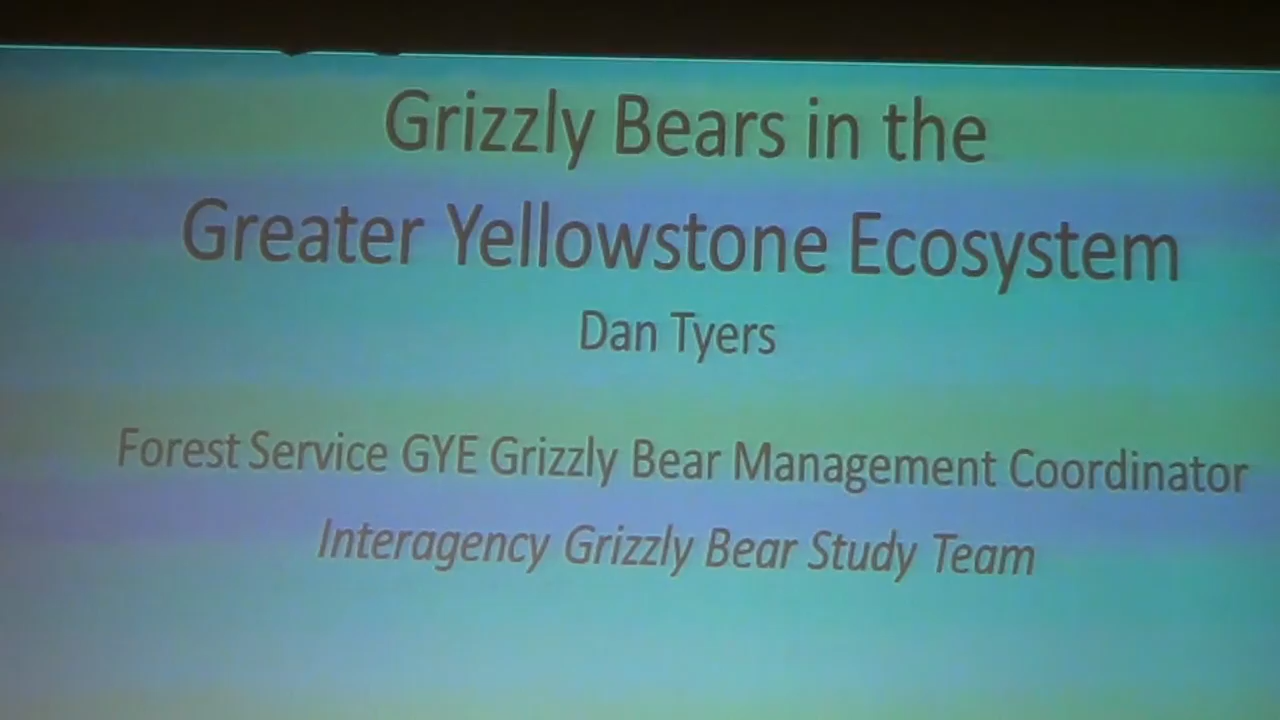 Grizzly Bears in the
Greater Yellowstone Ecosystem
Dan Tyers
Forest Service GYE Grizzly Bear Management Coordinator
Interagency Grizzly Bear Study Team